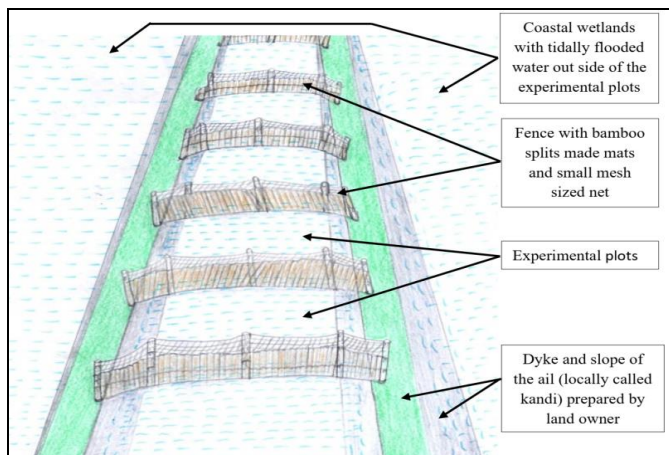 Coastal wetlands
with tidally flooded
water out side of the
experimental plots
Fence with bamboo
splits made mats
and small mesh
sized net
Experimental plots
Dyke and slope of
the ail (locally called
kandi) prepared by
land owner